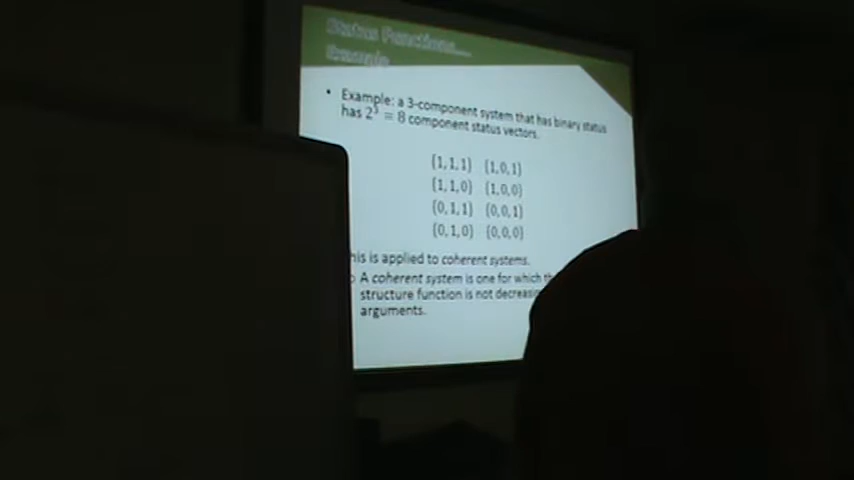 Status Functions....
Example
• Example: a 3-component system that has binary status
has 2³ = 8 component status vectors.
(1,1,1) (1,0,1)
(1,1,0) (1,0,0)
(0,1,1) (0,0,1)
(0,1,0) (0,0,0)
his is applied to coherent systems.
A coherent system is one for which th
structure function is not decreasin
arguments.